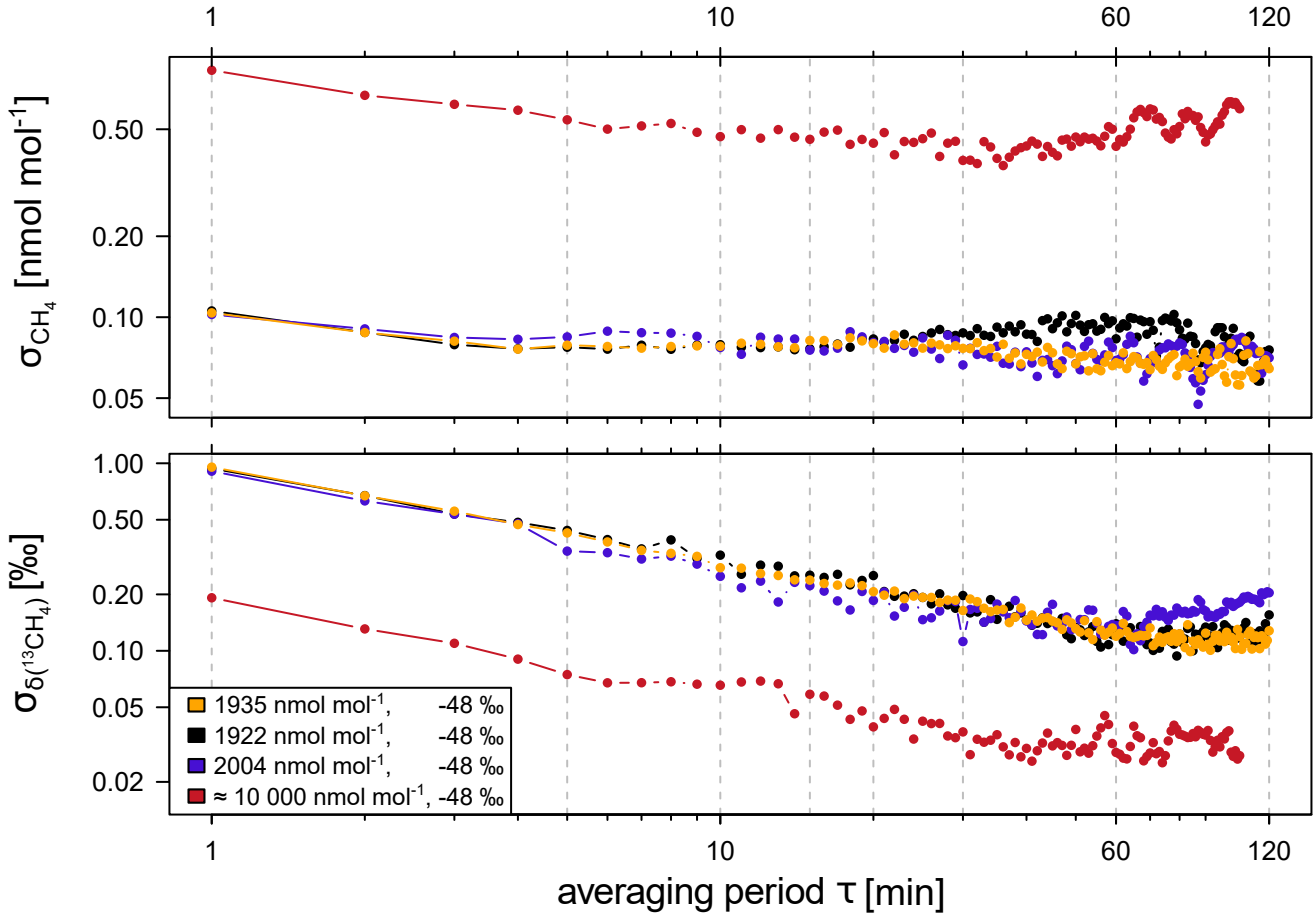 1 10 60 120
σCH₄ [nmol mol⁻¹]
0.50
0.20
0.10
0.05
σδ(¹³CH₄) [‰]
1.00
0.50
0.20
0.10
0.05
0.02
1935 nmol mol⁻¹, -48 ‰
1922 nmol mol⁻¹, -48 ‰
2004 nmol mol⁻¹, -48 ‰
≈ 10 000 nmol mol⁻¹, -48 ‰
1 10 60 120
averaging period τ [min]